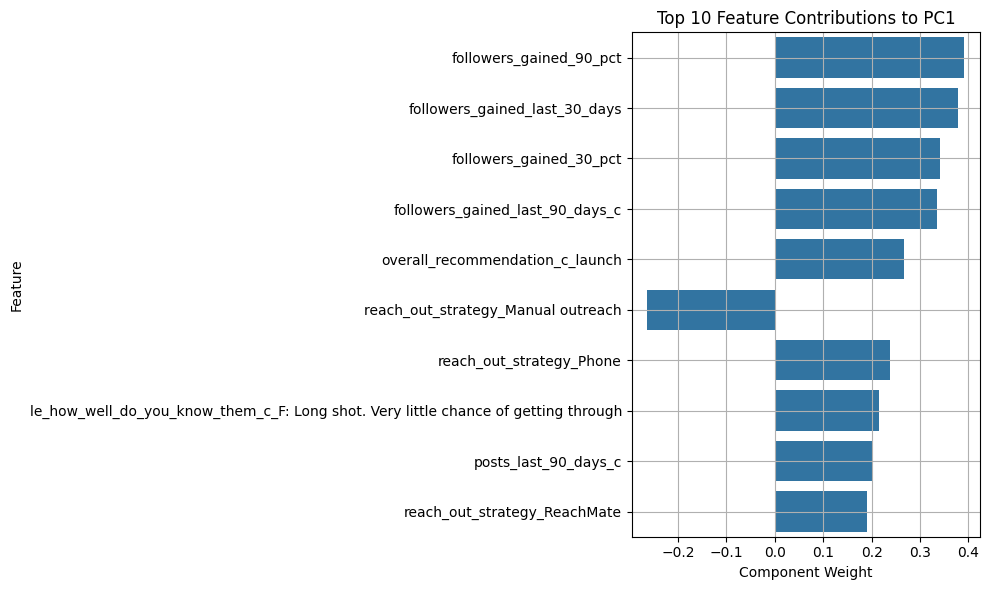 Top 10 Feature Contributions to PC1
Feature
followers_gained_90_pct
followers_gained_last_30_days
followers_gained_30_pct
followers_gained_last_90_days_c
overall_recommendation_c_launch
reach_out_strategy_Manual outreach
reach_out_strategy_Phone
le_how_well_do_you_know_them_c_F: Long shot. Very little chance of getting through
posts_last_90_days_c
reach_out_strategy_ReachMate
−0.2 −0.1 0.0 0.1 0.2 0.3 0.4
Component Weight